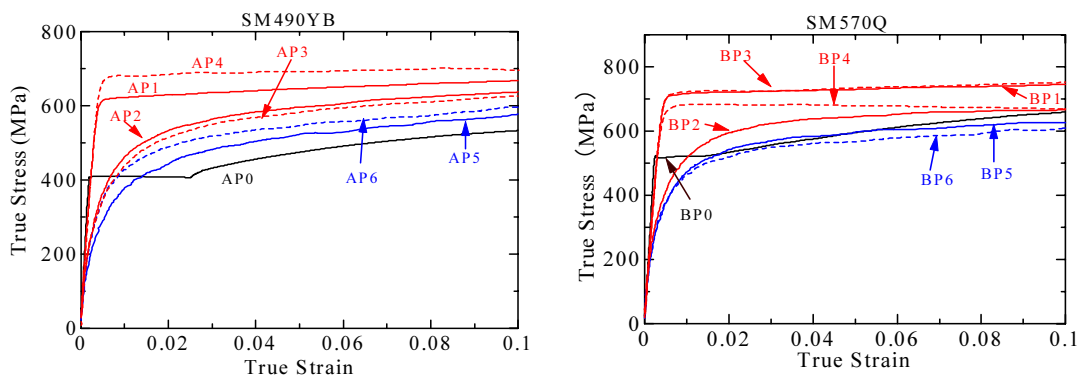 SM490YB
800
600
400
200
0
True Stress (MPa)
AP4
AP3
AP1
AP2
AP0
AP6
AP5
0
0.02
0.04
0.06
0.08
0.1
True Strain
SM570Q
800
600
400
200
0
True Stress (MPa)
BP3
BP4
BP1
BP2
BP0
BP6
BP5
0
0.02
0.04
0.06
0.08
0.1
True Strain